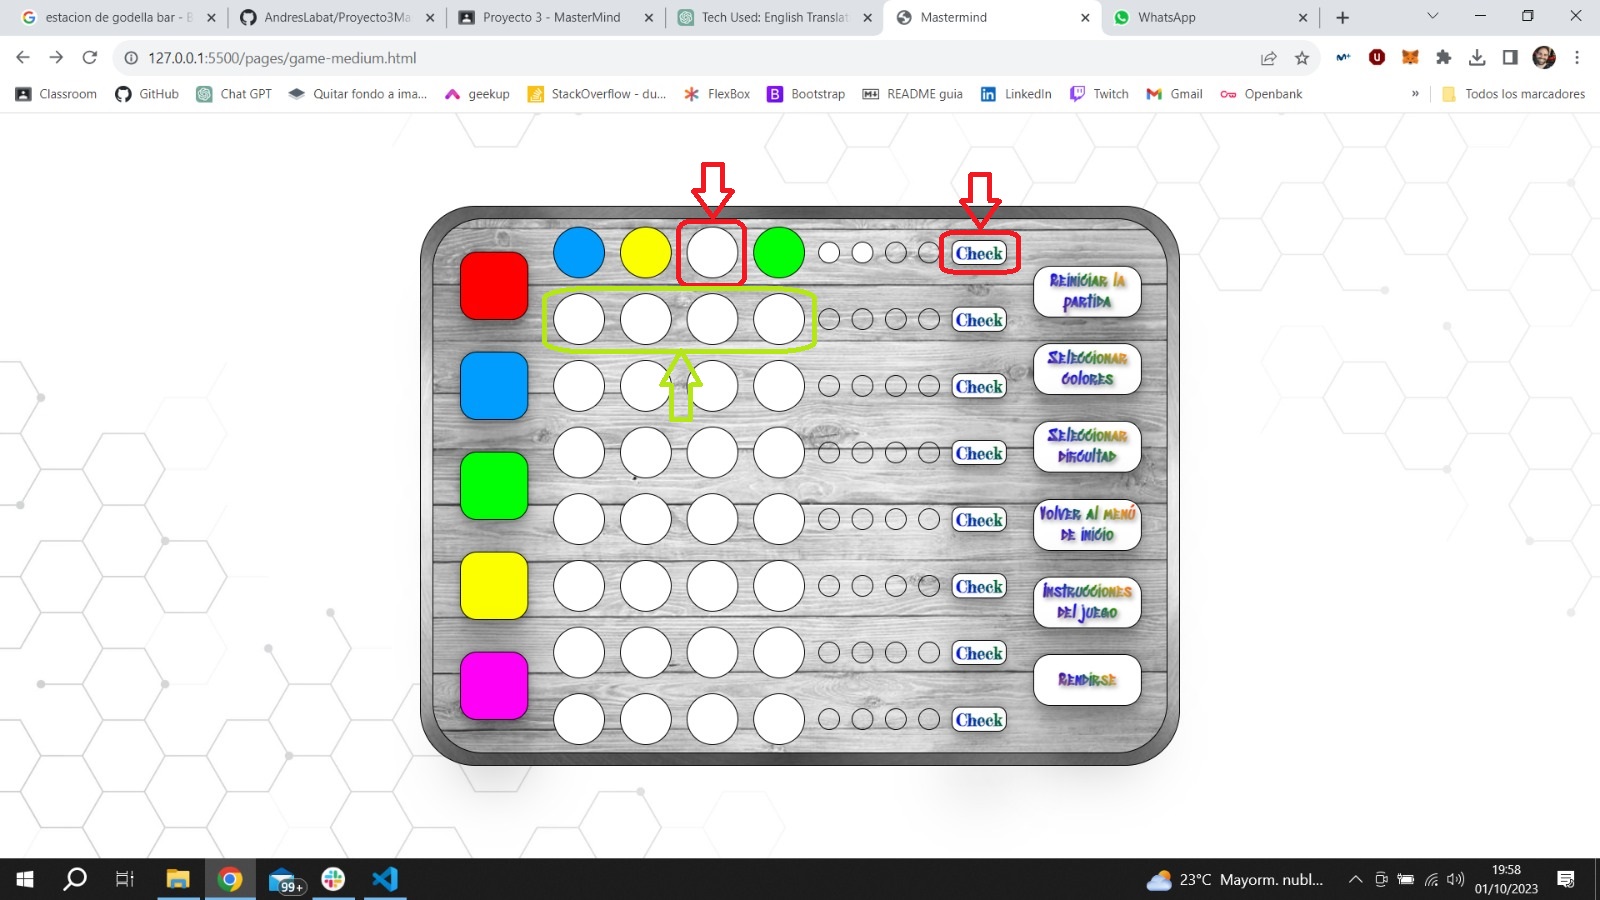 estacion de godella bar - B
AndresLabat/Proyecto3Ma
Proyecto 3 - MasterMind
Tech Used: English Translat
Mastermind
WhatsApp
127.0.0.1:5500/pages/game-medium.html
Classroom
GitHub
Chat GPT
Quitar fondo a ima...
geekup
StackOverflow - du...
FlexBox
Bootstrap
README guia
LinkedIn
Twitch
Gmail
Openbank
»
Todos los marcadores
Check
Check
Check
Check
Check
Check
Check
Check
Reiniciar la
partida
Seleccionar
colores
Seleccionar
dificultad
Volver al menú
de inicio
Instrucciones
del juego
Rendirse
99+
23°C Mayorm. nubl...
19:58
01/10/2023